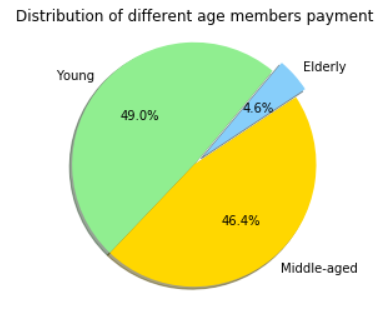 Distribution of different age members payment
Elderly
Young
4.6%
49.0%
46.4%
Middle-aged